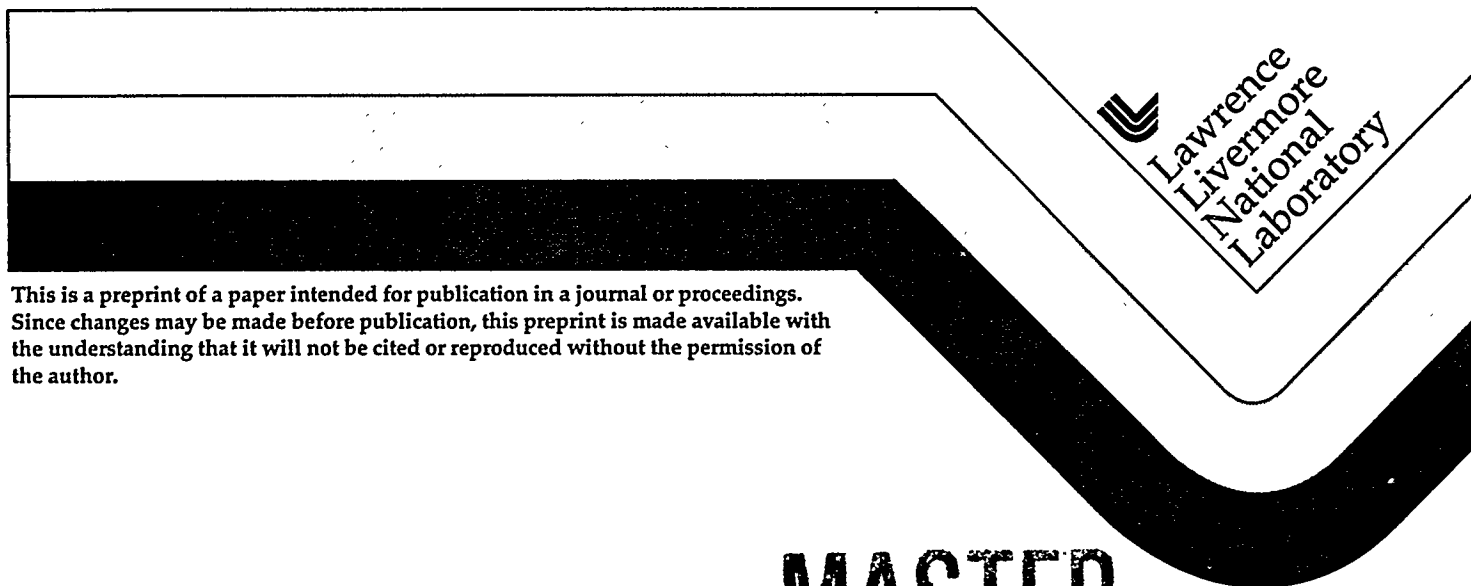 Lawrence
Livermore
National
Laboratory
This is a preprint of a paper intended for publication in a journal or proceedings.
Since changes may be made before publication, this preprint is made available with
the understanding that it will not be cited or reproduced without the permission of
the author.
MASTER